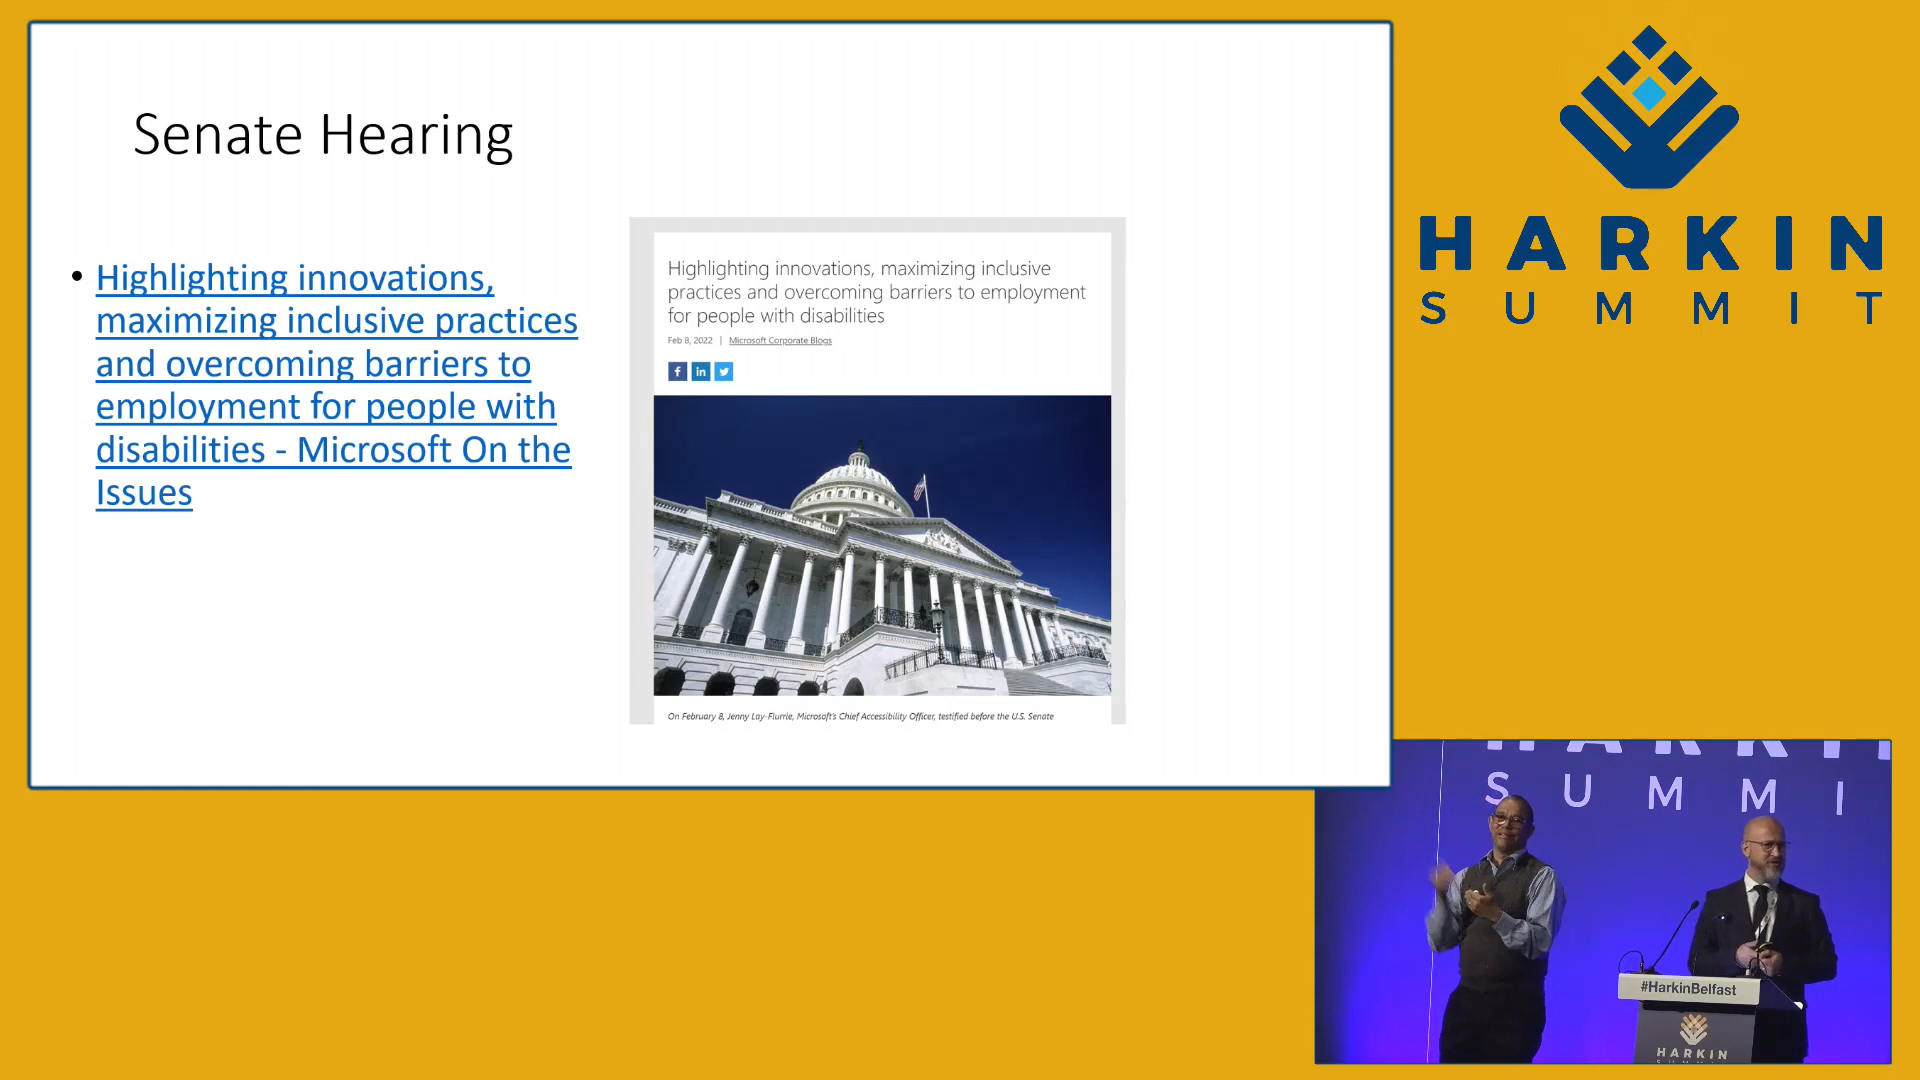 Senate Hearing
• Highlighting innovations,
maximizing inclusive practices
and overcoming barriers to
employment for people with
disabilities - Microsoft On the
Issues
Highlighting innovations, maximizing inclusive
practices and overcoming barriers to employment
for people with disabilities
Feb 8, 2022 | Microsoft Corporate Blogs
f in
On February 8, Jenny Lay-Flurrie, Microsoft's Chief Accessibility Officer, testified before the U.S. Senate
HARKIN
SUMMIT
HARKI
SUMMI
#HarkinBelfast
HARKIN